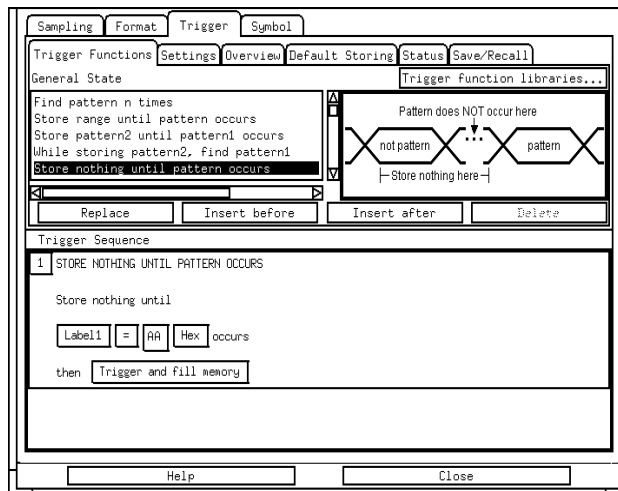 Sampling Format Trigger Symbol
Trigger Functions Settings Overview Default Storing Status Save/Recall
General State
Trigger function libraries...
Find pattern n times
Store range until pattern occurs
Store pattern2 until pattern1 occurs
While storing pattern2, find pattern1
Store nothing until pattern occurs
Pattern does NOT occur here
not pattern
...
pattern
Store nothing here
Replace Insert before Insert after Delete
Trigger Sequence
1 STORE NOTHING UNTIL PATTERN OCCURS
Store nothing until
Label1 = AA Hex occurs
then Trigger and fill memory
Help Close